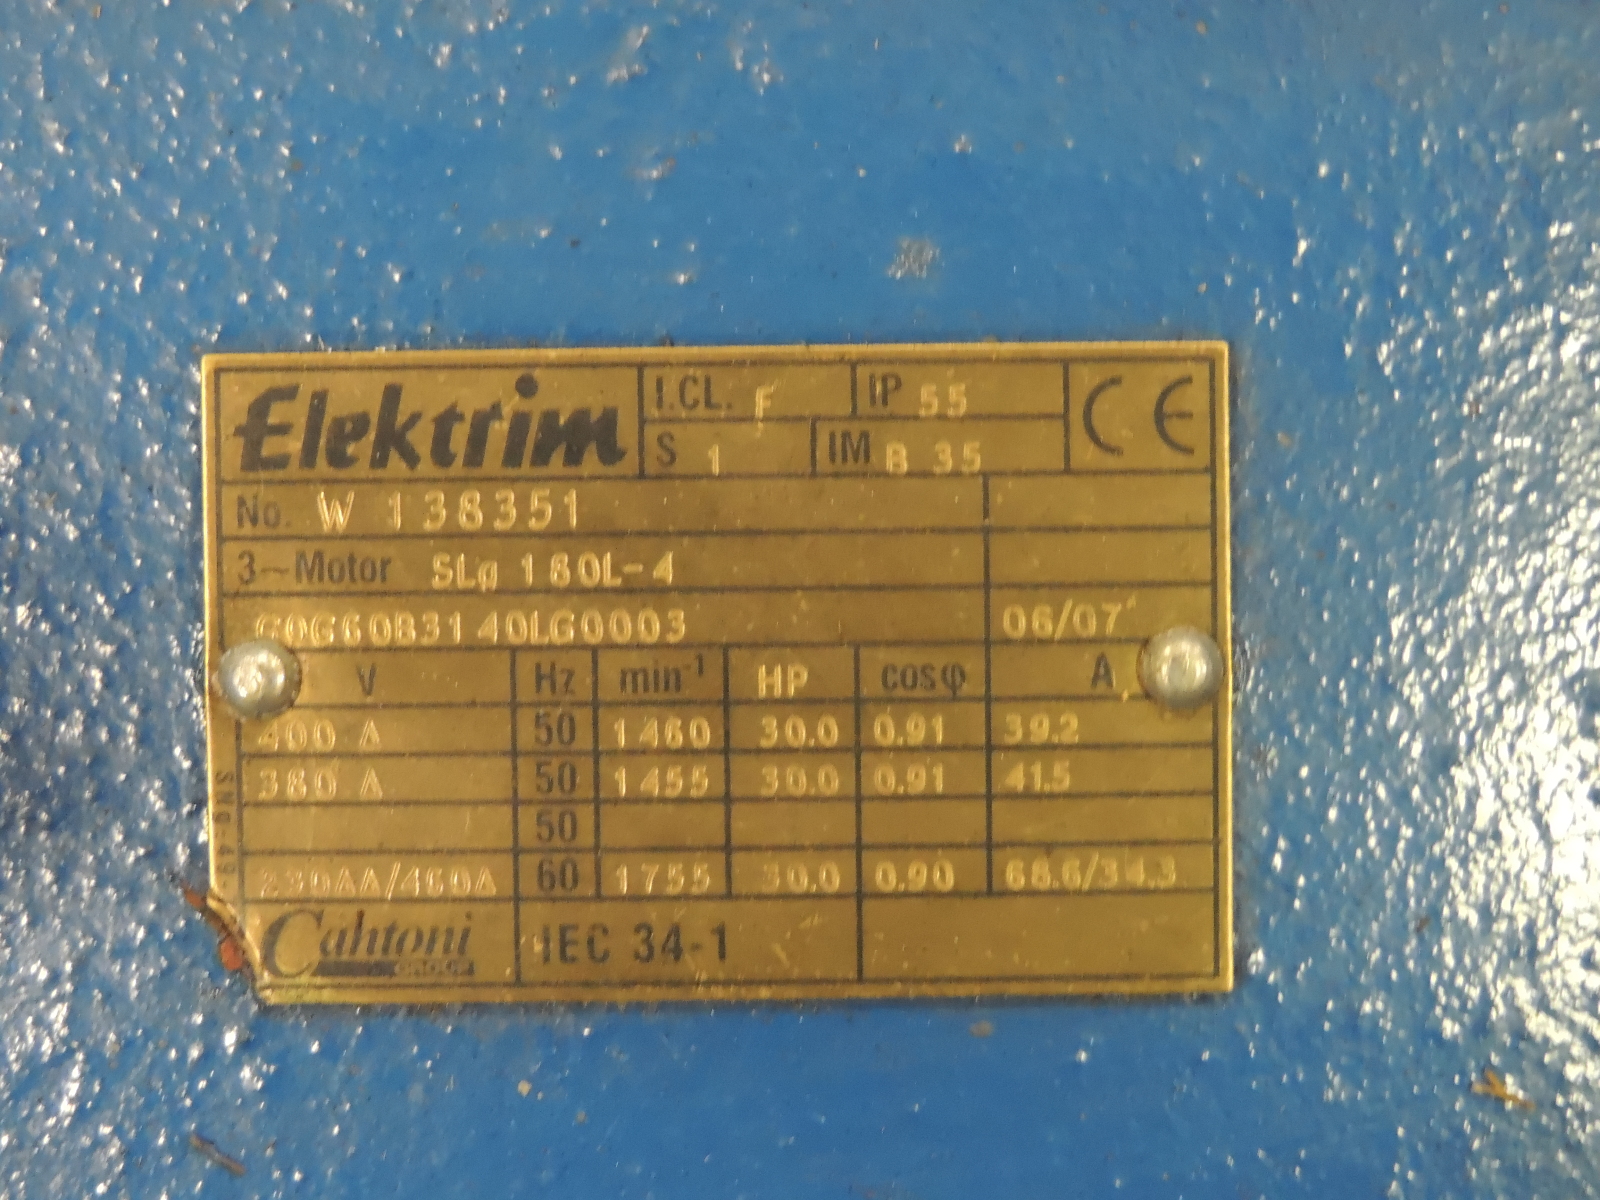 Elektrim I.CL. F IP 55 CE
S 1 IM B 35
No. W 138351
3~Motor SLg 180L-4
G0G60B3140LG0003 06/07
V Hz min-1 HP cosφ A
400 Δ 50 1460 30.0 0.91 39.2
380 Δ 50 1455 30.0 0.91 41.5
50
230ΔΔ/460Δ 60 1755 30.0 0.90 68.6/34.3
Cantoni GROUP IEC 34-1